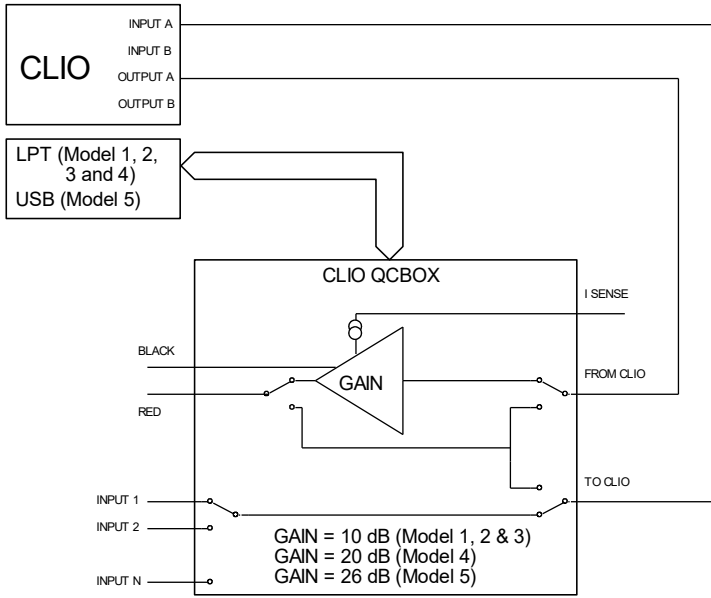 INPUT A
INPUT B
CLIO
OUTPUT A
OUTPUT B
LPT (Model 1, 2,
3 and 4)
USB (Model 5)
CLIO QCBOX
I SENSE
BLACK
GAIN
FROM CLIO
RED
TO CLIO
INPUT 1
INPUT 2
INPUT N
GAIN = 10 dB (Model 1, 2 & 3)
GAIN = 20 dB (Model 4)
GAIN = 26 dB (Model 5)